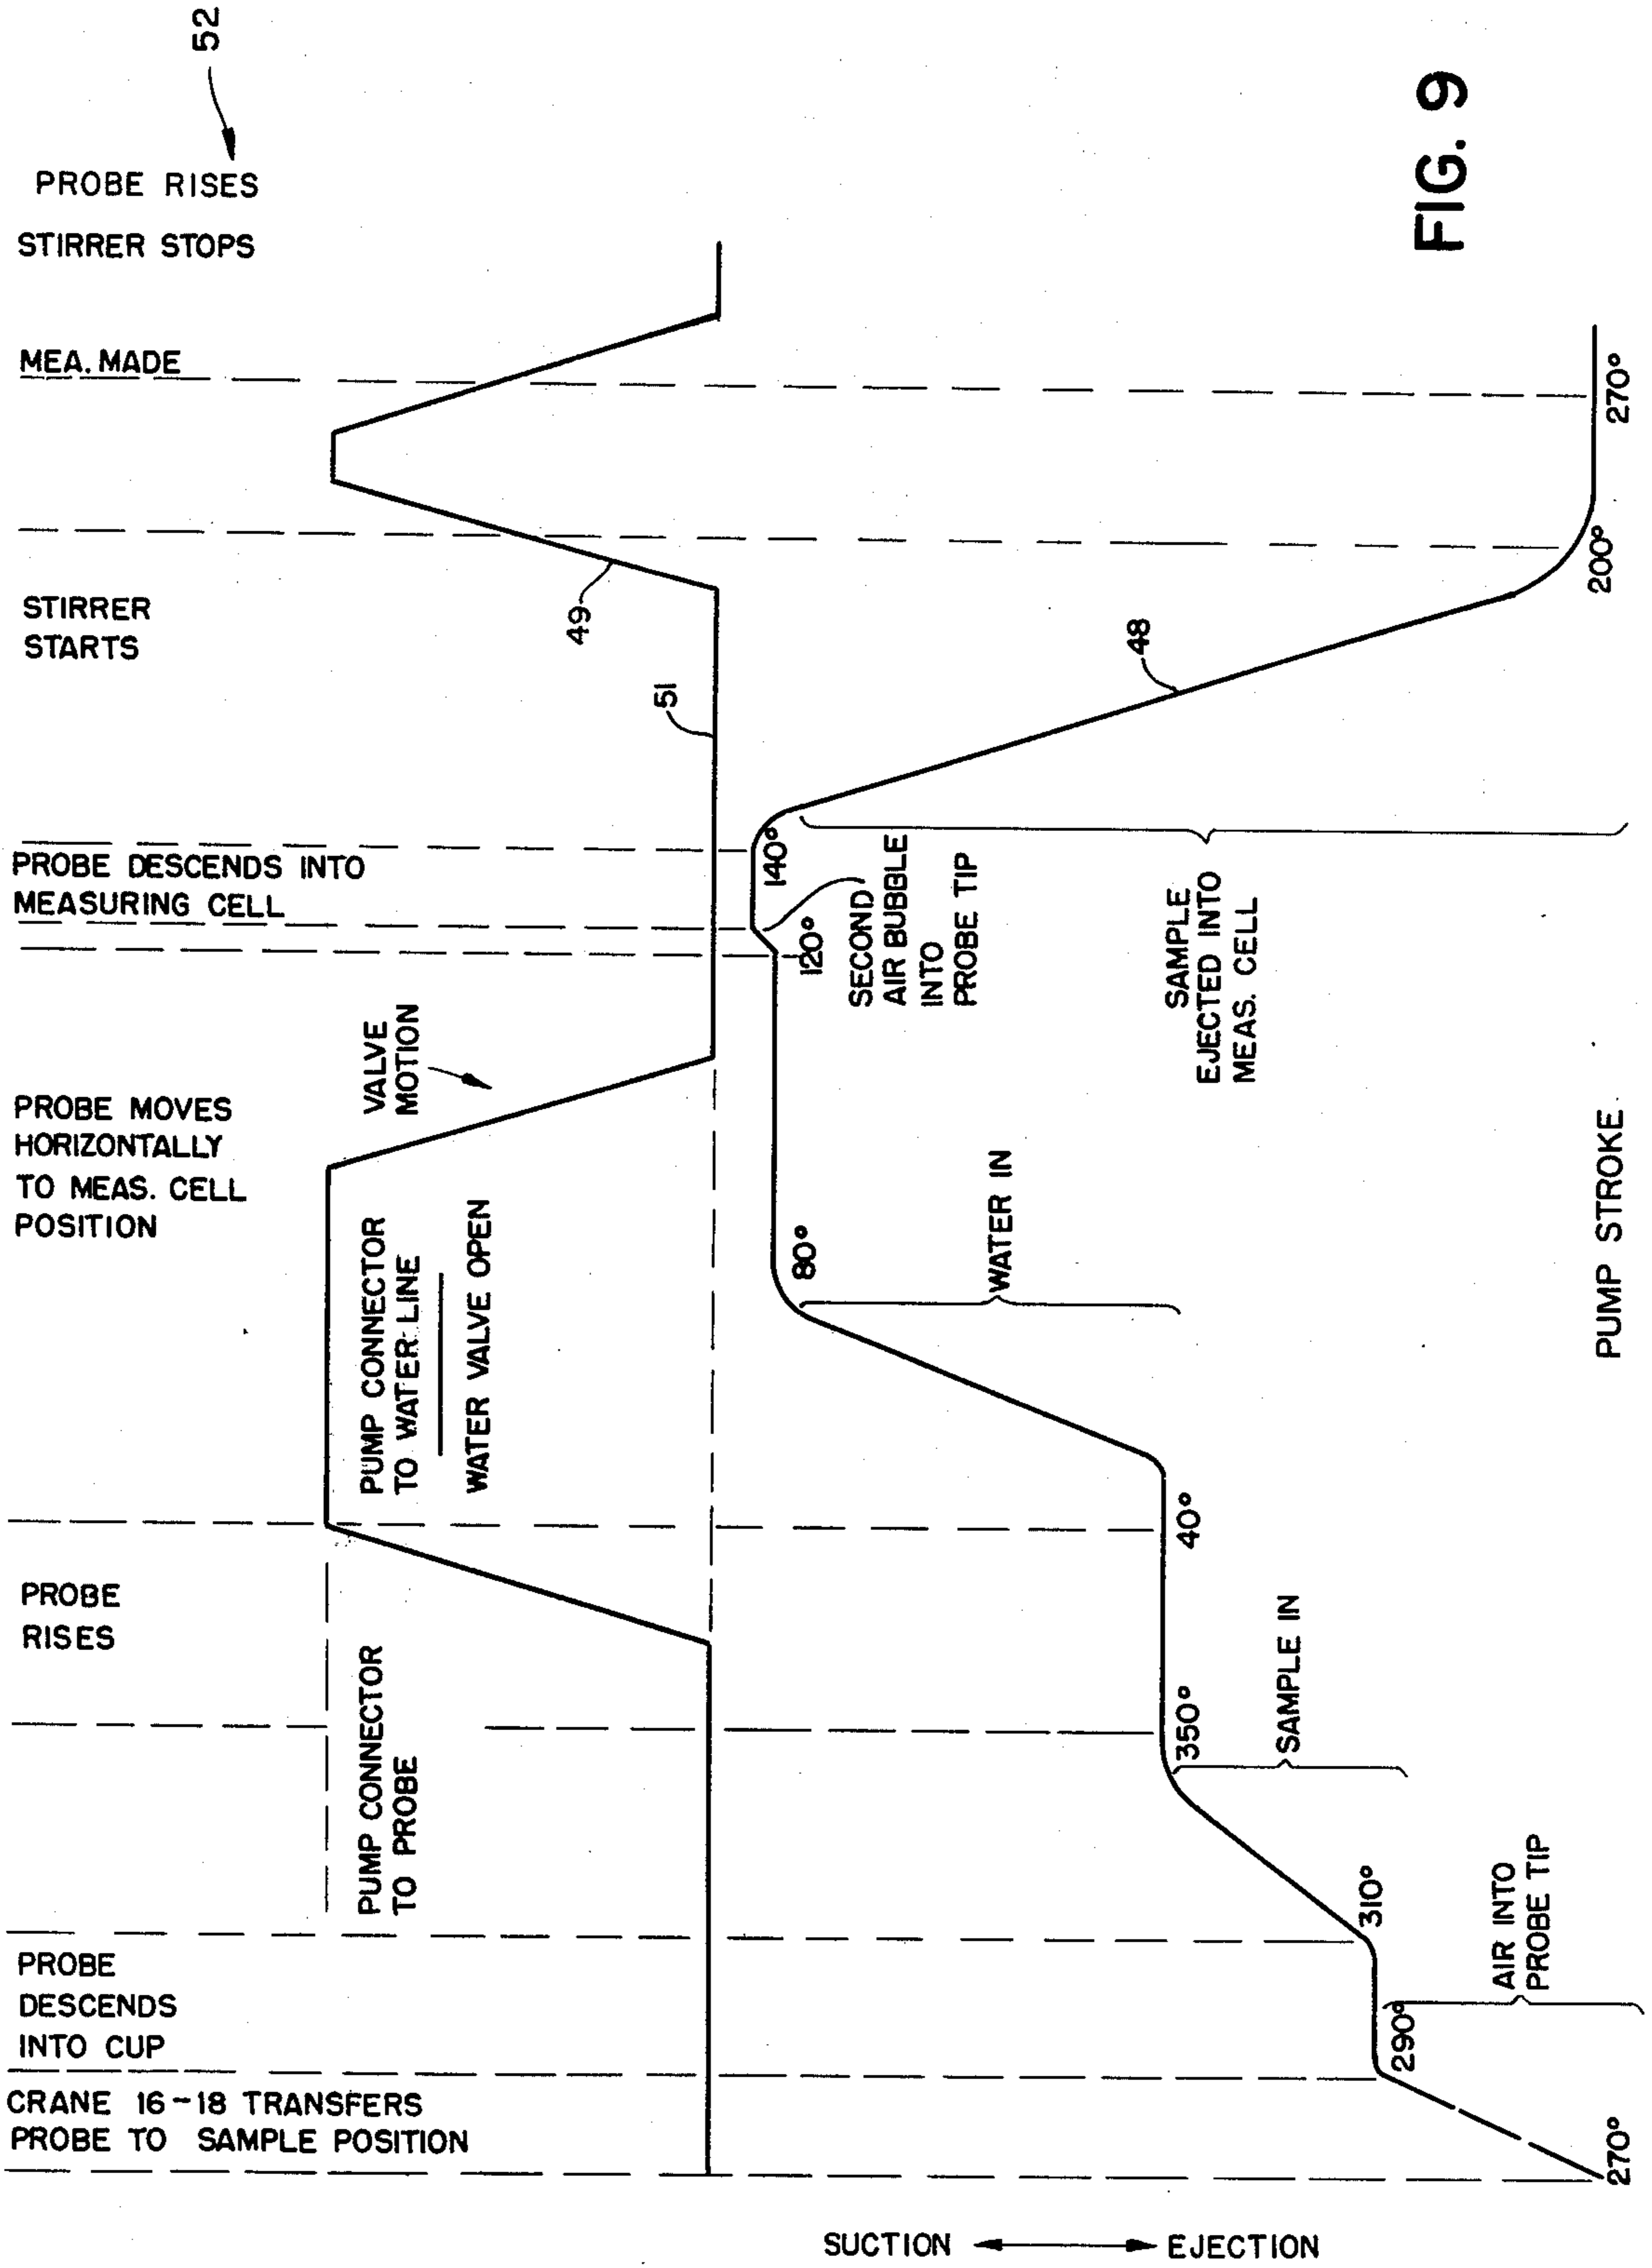 52
PROBE RISES
STIRRER STOPS
MEA. MADE
STIRRER
STARTS
49
51
48
200°
270°
FIG. 9
PROBE DESCENDS INTO
MEASURING CELL
140°
120°
SECOND
AIR BUBBLE
INTO
PROBE TIP
SAMPLE
EJECTED INTO
MEAS. CELL
PROBE MOVES
HORIZONTALLY
TO MEAS. CELL
POSITION
VALVE
MOTION
PUMP CONNECTOR
TO WATER LINE
WATER VALVE OPEN
80°
WATER IN
PUMP STROKE
PROBE
RISES
40°
PUMP CONNECTOR
TO PROBE
350°
SAMPLE IN
PROBE
DESCENDS
INTO CUP
310°
290°
AIR INTO
PROBE TIP
CRANE 16-18 TRANSFERS
PROBE TO SAMPLE POSITION
270°
SUCTION
EJECTION